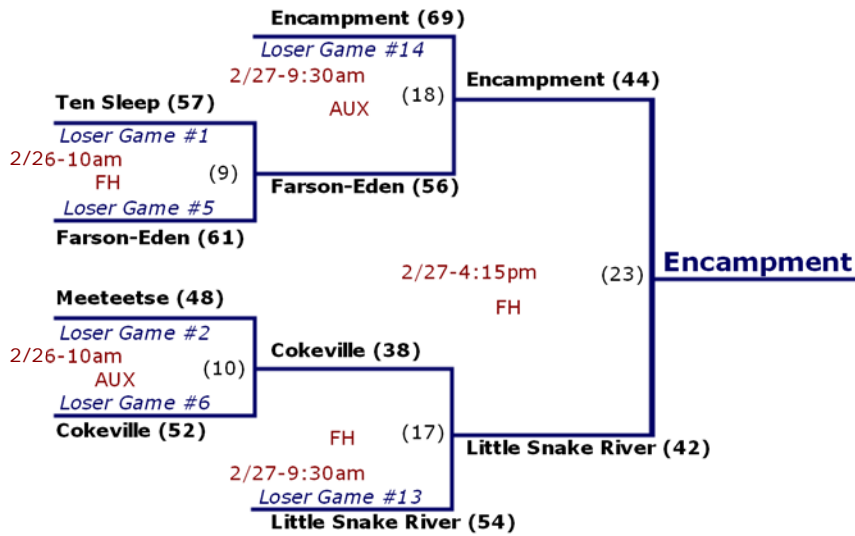 Encampment (69)
Loser Game #14
2/27-9:30am
AUX
(18)
Encampment (44)
Ten Sleep (57)
Loser Game #1
2/26-10am
FH
(9)
Loser Game #5
Farson-Eden (61)
Farson-Eden (56)
2/27-4:15pm
FH
(23)
Encampment
Meeteetse (48)
Loser Game #2
2/26-10am
AUX
(10)
Loser Game #6
Cokeville (52)
Cokeville (38)
FH
(17)
2/27-9:30am
Loser Game #13
Little Snake River (54)
Little Snake River (42)